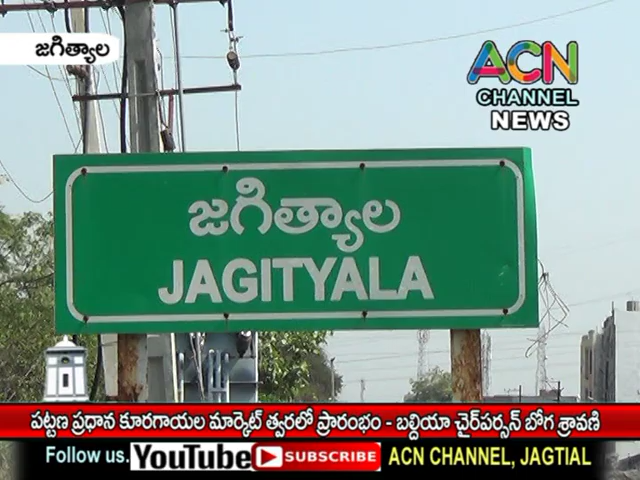 జగిత్యాల
ACN
CHANNEL
NEWS
జగిత్యాల
JAGITYALA
పట్టణ ప్రధాన కూరగాయల మార్కెట్ త్వరలో ప్రారంభం - బల్దియా చైర్‌పర్సన్ బోగ శ్రావణి
Follow us. YouTube SUBSCRIBE ACN CHANNEL, JAGTIAL